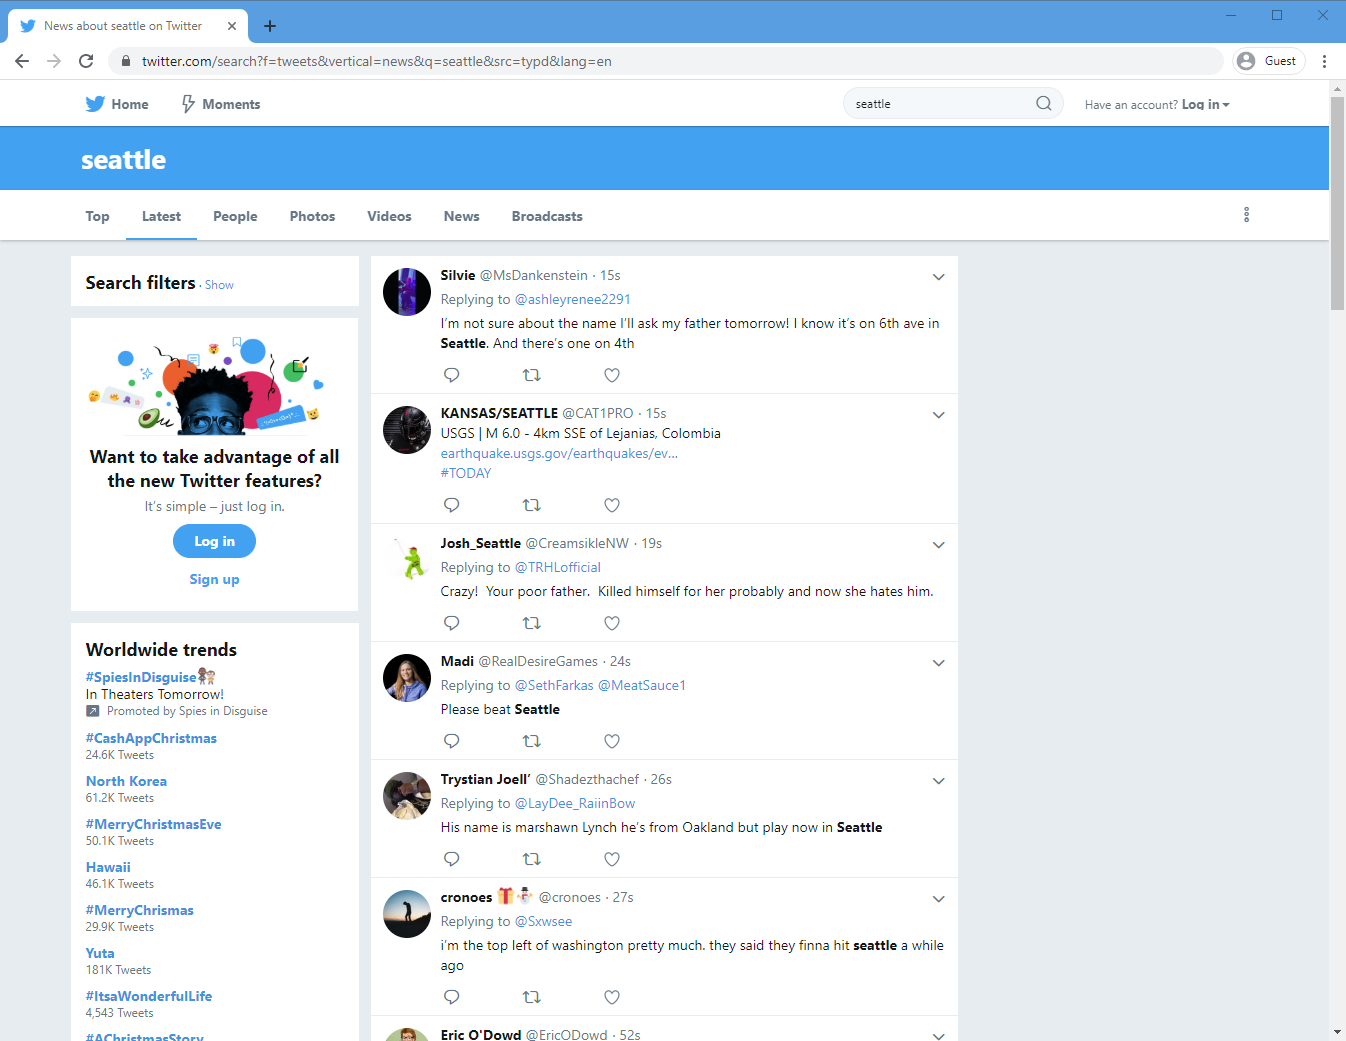 News about seattle on Twitter
twitter.com/search?f=tweets&vertical=news&q=seattle&src=typd&lang=en
Guest
Home
Moments
seattle
Have an account? Log in
seattle
Top
Latest
People
Photos
Videos
News
Broadcasts
Search filters · Show
Want to take advantage of all
the new Twitter features?
It's simple – just log in.
Log in
Sign up
Worldwide trends
#SpiesInDisguise
In Theaters Tomorrow!
Promoted by Spies in Disguise
#CashAppChristmas
24.6K Tweets
North Korea
61.2K Tweets
#MerryChristmasEve
50.1K Tweets
Hawaii
46.1K Tweets
#MerryChrismas
29.9K Tweets
Yuta
181K Tweets
#ItsaWonderfulLife
4,543 Tweets
#AChristmasStory
Silvie @MsDankenstein · 15s
Replying to @ashleyrenee2291
I'm not sure about the name I'll ask my father tomorrow! I know it's on 6th ave in
Seattle. And there's one on 4th
KANSAS/SEATTLE @CAT1PRO · 15s
USGS | M 6.0 - 4km SSE of Lejanias, Colombia
earthquake.usgs.gov/earthquakes/ev…
#TODAY
Josh_Seattle @CreamsikleNW · 19s
Replying to @TRHLofficial
Crazy!  Your poor father.  Killed himself for her probably and now she hates him.
Madi @RealDesireGames · 24s
Replying to @SethFarkas @MeatSauce1
Please beat Seattle
Trystian Joell' @Shadezthachef · 26s
Replying to @LayDee_RaiinBow
His name is marshawn Lynch he's from Oakland but play now in Seattle
cronoes 🎁⛄ @cronoes · 27s
Replying to @Sxwsee
i'm the top left of washington pretty much. they said they finna hit seattle a while
ago
Eric O'Dowd @EricODowd · 52s